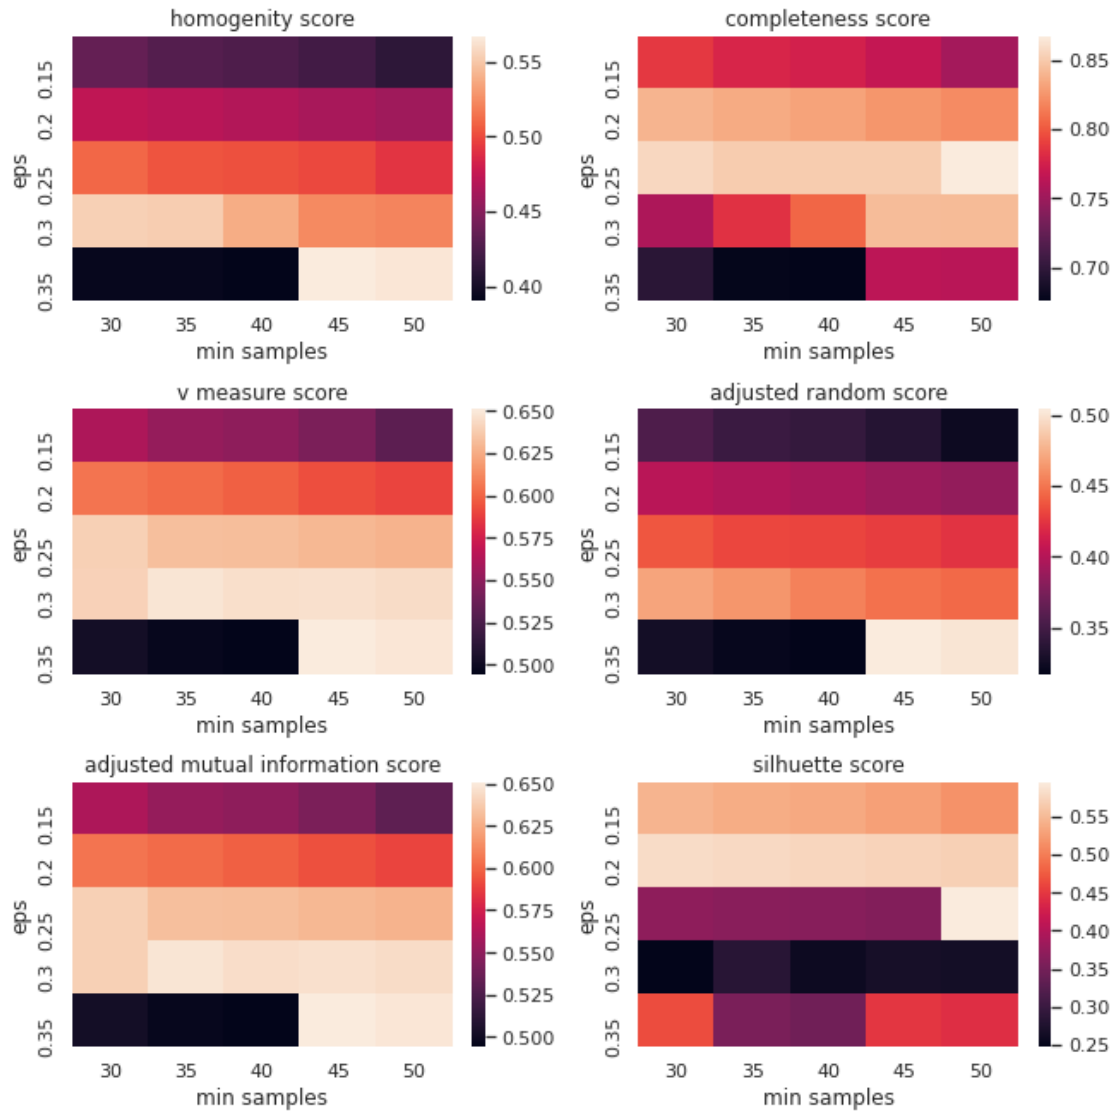 homogenity score
0.15
0.2
0.25
0.3
0.35
eps
30 35 40 45 50
min samples
0.55
0.50
0.45
0.40
completeness score
0.15
0.2
0.25
0.3
0.35
eps
30 35 40 45 50
min samples
0.85
0.80
0.75
0.70
v measure score
0.15
0.2
0.25
0.3
0.35
eps
30 35 40 45 50
min samples
0.650
0.625
0.600
0.575
0.550
0.525
0.500
adjusted random score
0.15
0.2
0.25
0.3
0.35
eps
30 35 40 45 50
min samples
0.50
0.45
0.40
0.35
adjusted mutual information score
0.15
0.2
0.25
0.3
0.35
eps
30 35 40 45 50
min samples
0.650
0.625
0.600
0.575
0.550
0.525
0.500
silhuette score
0.15
0.2
0.25
0.3
0.35
eps
30 35 40 45 50
min samples
0.55
0.50
0.45
0.40
0.35
0.30
0.25